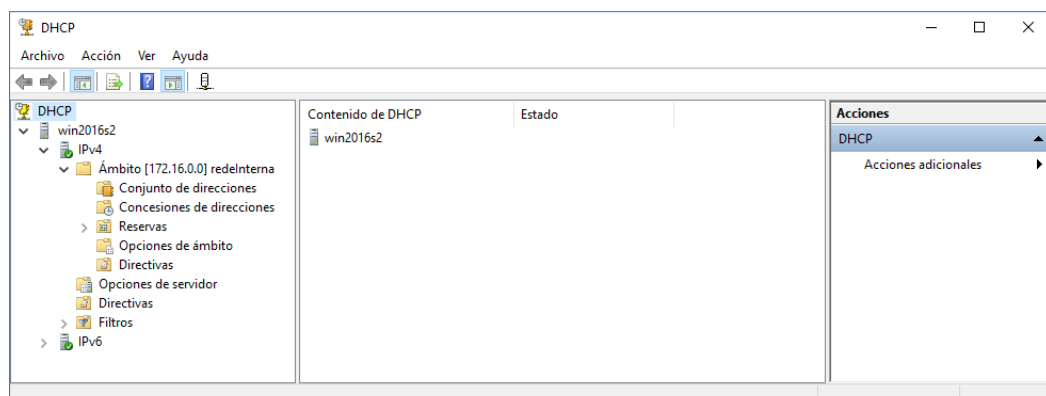 DHCP
Archivo Acción Ver Ayuda
DHCP
win2016s2
IPv4
Ámbito [172.16.0.0] redeInterna
Conjunto de direcciones
Concesiones de direcciones
Reservas
Opciones de ámbito
Directivas
Opciones de servidor
Directivas
Filtros
IPv6
Contenido de DHCP Estado
win2016s2
Acciones
DHCP
Acciones adicionales